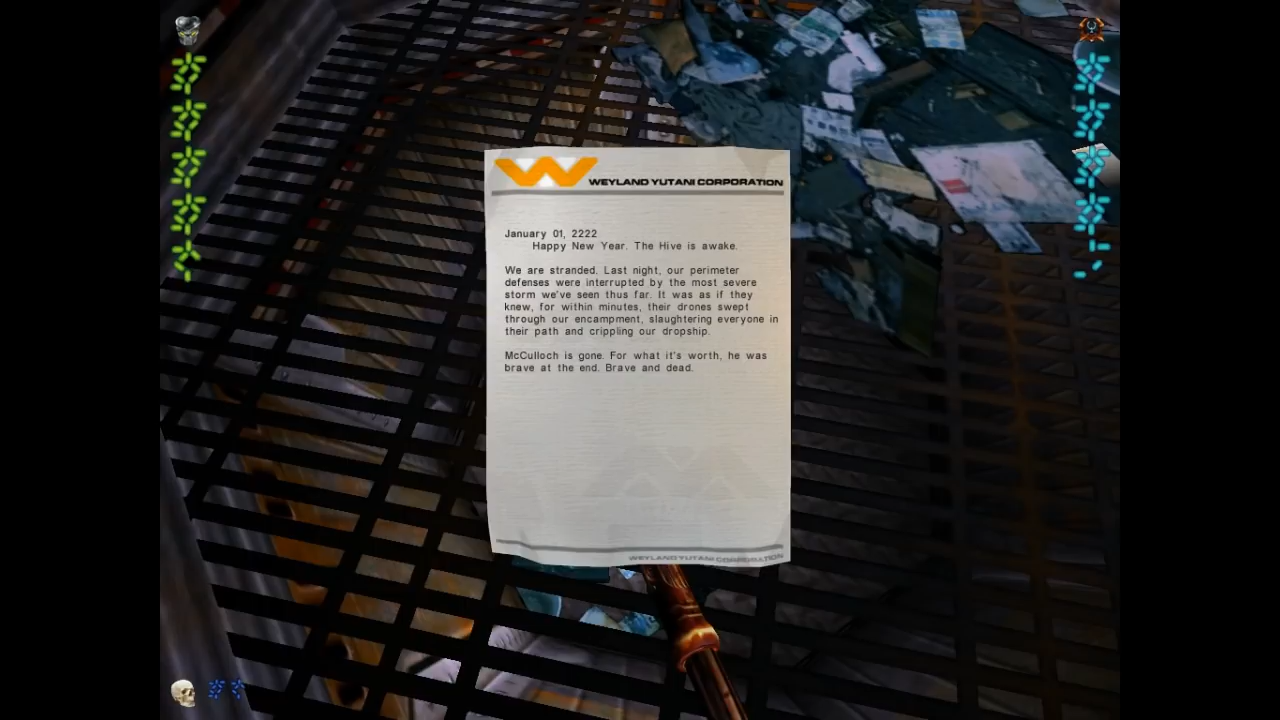 WEYLAND YUTANI CORPORATION
January 01, 2222
Happy New Year. The Hive is awake.
We are stranded. Last night, our perimeter
defenses were interrupted by the most severe
storm we've seen thus far. It was as if they
knew, for within minutes, their drones swept
through our encampment, slaughtering everyone in
their path and crippling our dropship.
McCulloch is gone. For what it's worth, he was
brave at the end. Brave and dead.
WEYLAND YUTANI CORPORATION